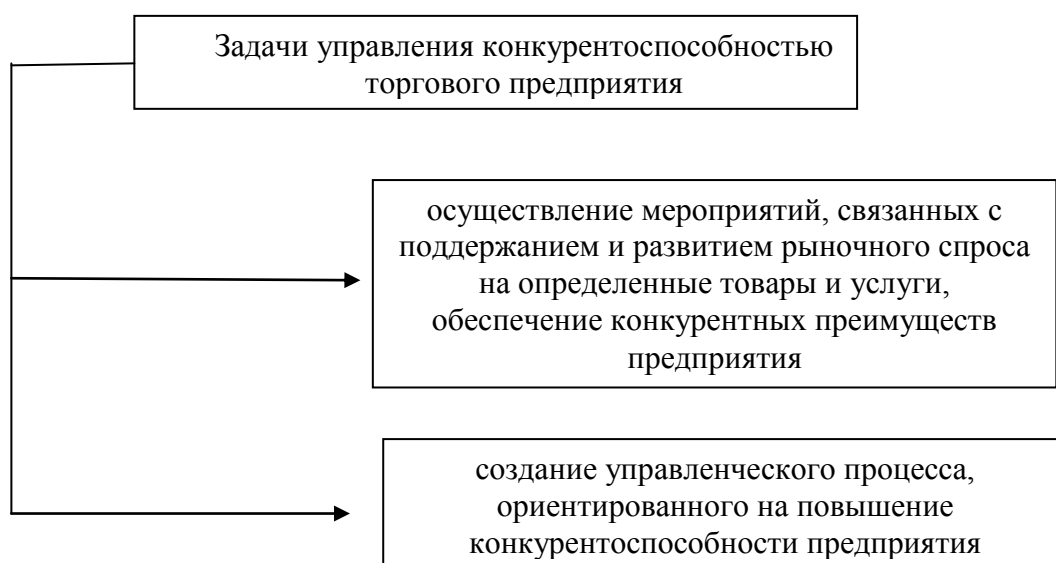 Задачи управления конкурентоспособностью
торгового предприятия
осуществление мероприятий, связанных с
поддержанием и развитием рыночного спроса
на определенные товары и услуги,
обеспечение конкурентных преимуществ
предприятия
создание управленческого процесса,
ориентированного на повышение
конкурентоспособности предприятия